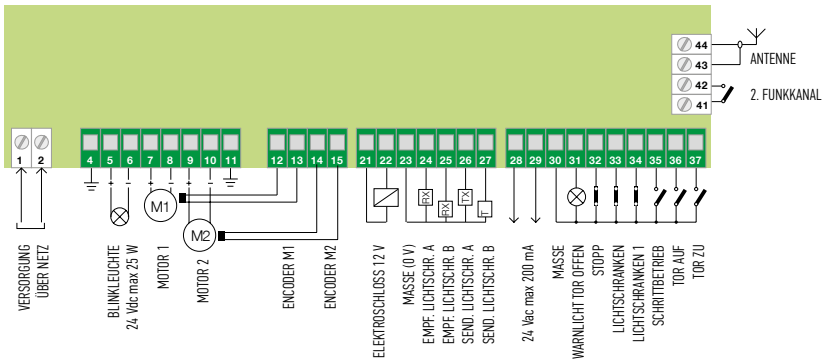 44
ANTENNE
43
42
2. FUNKKANAL
41
1 2
4 5 6 7 8 9 10 11
12 13 14 15
21 22 23 24 25 26 27
28 29 30 31 32 33 34 35 36 37
+ - + - + -
M1
M2
RX
RX
TX
T
VERSORGUNG
ÜBER NETZ
BLINKLEUCHTE
24 Vdc max 25 W
MOTOR 1
MOTOR 2
ENCODER M1
ENCODER M2
ELEKTROSCHLOSS 12 V
MASSE (0 V)
EMPF. LICHTSCHR. A
EMPF. LICHTSCHR. B
SEND. LICHTSCHR. A
SEND. LICHTSCHR. B
24 Vac max 200 mA
MASSE
WARNLICHT TOR OFFEN
STOPP
LICHTSCHRANKEN
LICHTSCHRANKEN 1
SCHRITTBETRIEB
TOR AUF
TOR ZU